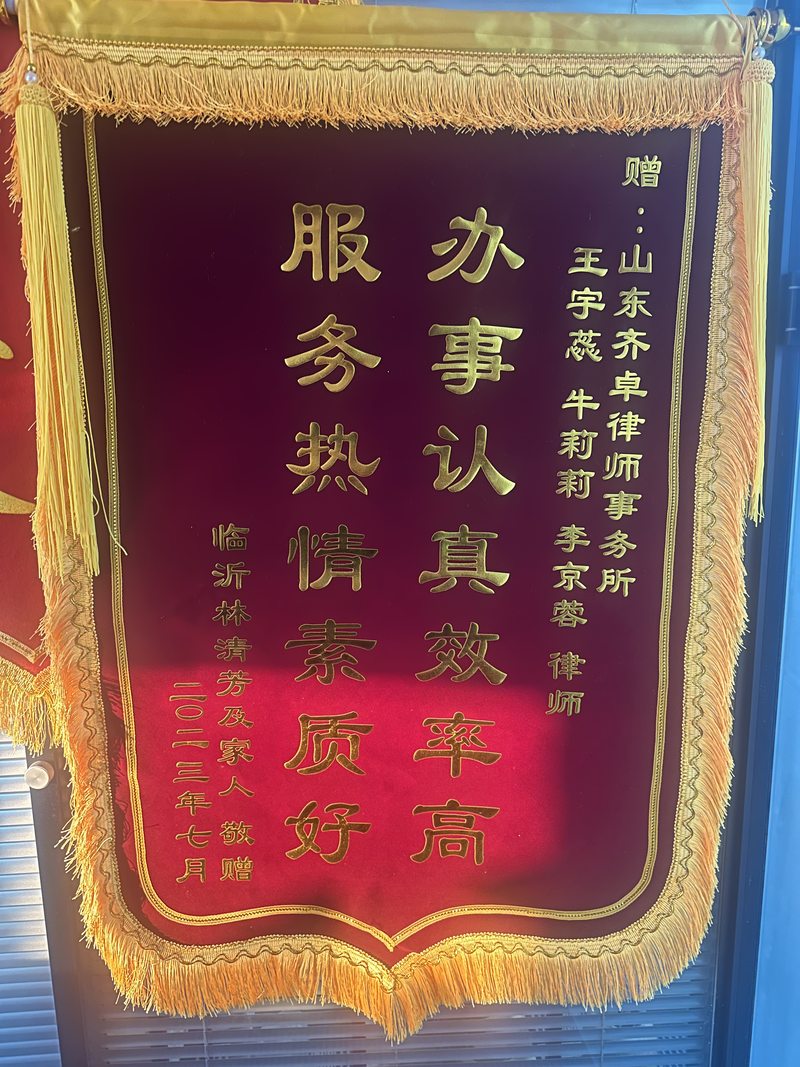 赠：山东齐卓律师事务所
王宇蕊 牛莉莉 李京蓉 律师
办事认真效率高
服务热情素质好
临沂林清芳及家人 敬赠
二〇二三年七月